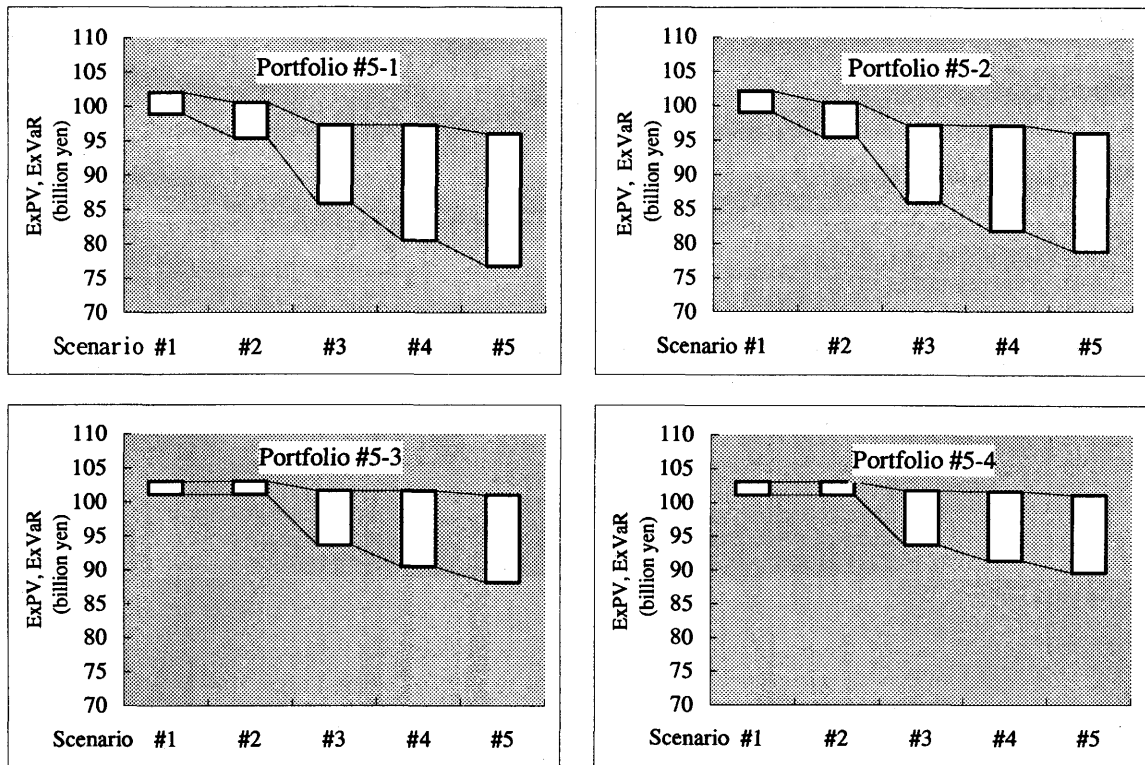 Portfolio #5-1
ExPV, ExVaR
(billion yen)
110
105
100
95
90
85
80
75
70
Scenario #1 #2 #3 #4 #5
Portfolio #5-2
ExPV, ExVaR
(billion yen)
110
105
100
95
90
85
80
75
70
Scenario #1 #2 #3 #4 #5
Portfolio #5-3
ExPV, ExVaR
(billion yen)
110
105
100
95
90
85
80
75
70
Scenario #1 #2 #3 #4 #5
Portfolio #5-4
ExPV, ExVaR
(billion yen)
110
105
100
95
90
85
80
75
70
Scenario #1 #2 #3 #4 #5